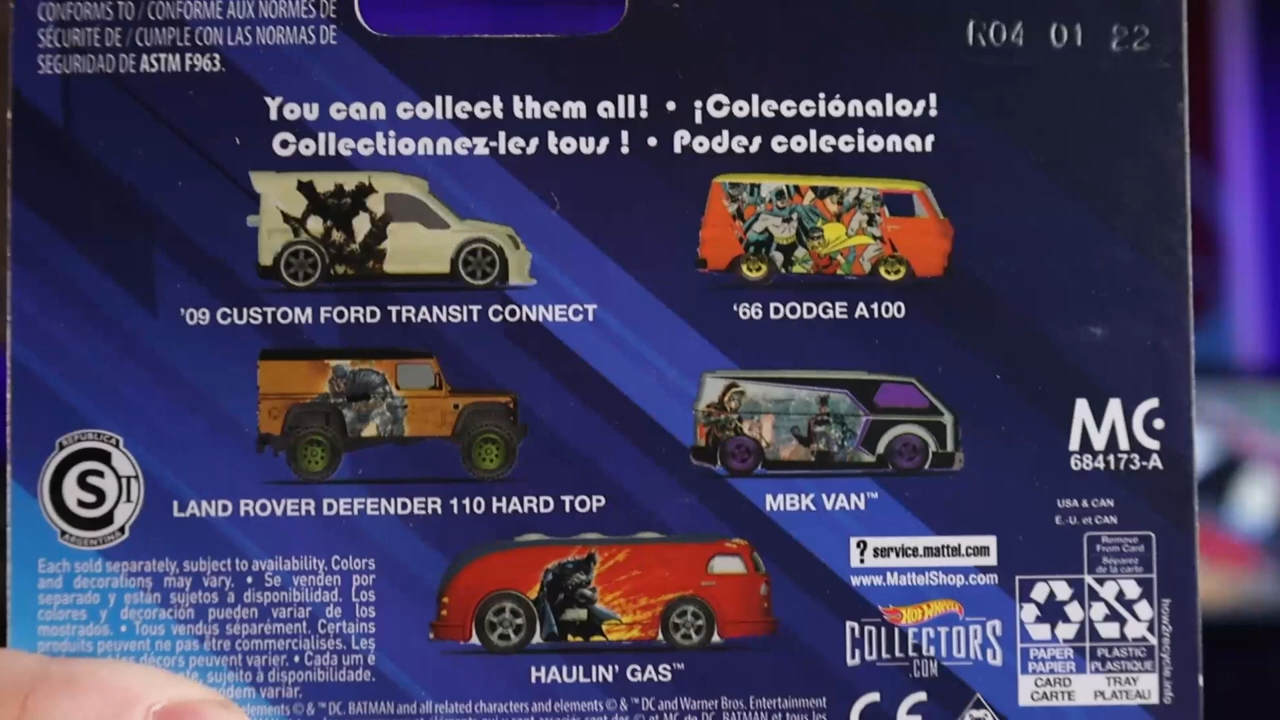 CONFORMS TO / CONFORME AUX NORMES DE
SÉCURITÉ DE / CUMPLE CON LAS NORMAS DE
SEGURIDAD DE ASTM F963.
R04 01 22
You can collect them all! • ¡Colecciónalos!
Collectionnez-les tous ! • Podes colecionar
'09 CUSTOM FORD TRANSIT CONNECT
'66 DODGE A100
LAND ROVER DEFENDER 110 HARD TOP
MBK VAN™
HAULIN' GAS™
MC
684173-A
USA & CAN
É.-U. et CAN
REPUBLICA
S
ARGENTINA
Each sold separately, subject to availability. Colors
and decorations may vary. • Se venden por
separado y están sujetos a disponibilidad. Los
colores y decoración pueden variar de los
mostrados. • Tous vendus séparément. Certains
produits peuvent ne pas être commercialisés. Les
décors peuvent varier. • Cada um é
sujeito à disponibilidade.
variar.
? service.mattel.com
www.MattelShop.com
HOT WHEELS
COLLECTORS
.COM
Remove
From Card
Séparez
de la carte
PAPER
PAPIER
PLASTIC
PLASTIQUE
CARD
CARTE
TRAY
PLATEAU
how2recycle.info
elements © & ™ DC. BATMAN and all related characters and elements © & ™ DC and Warner Bros. Entertainment
CE